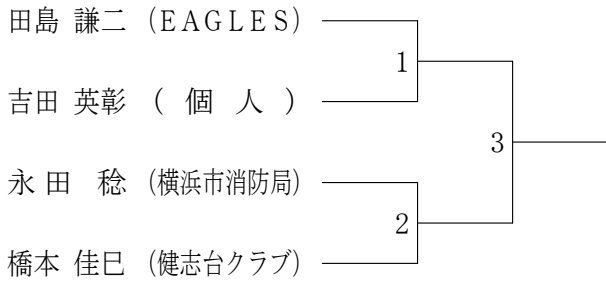 田島 謙二 (EAGLES)
1
吉田 英彰 ( 個 人 )
3
永田 稔 (横浜市消防局)
2
橋本 佳巳 (健志台クラブ)